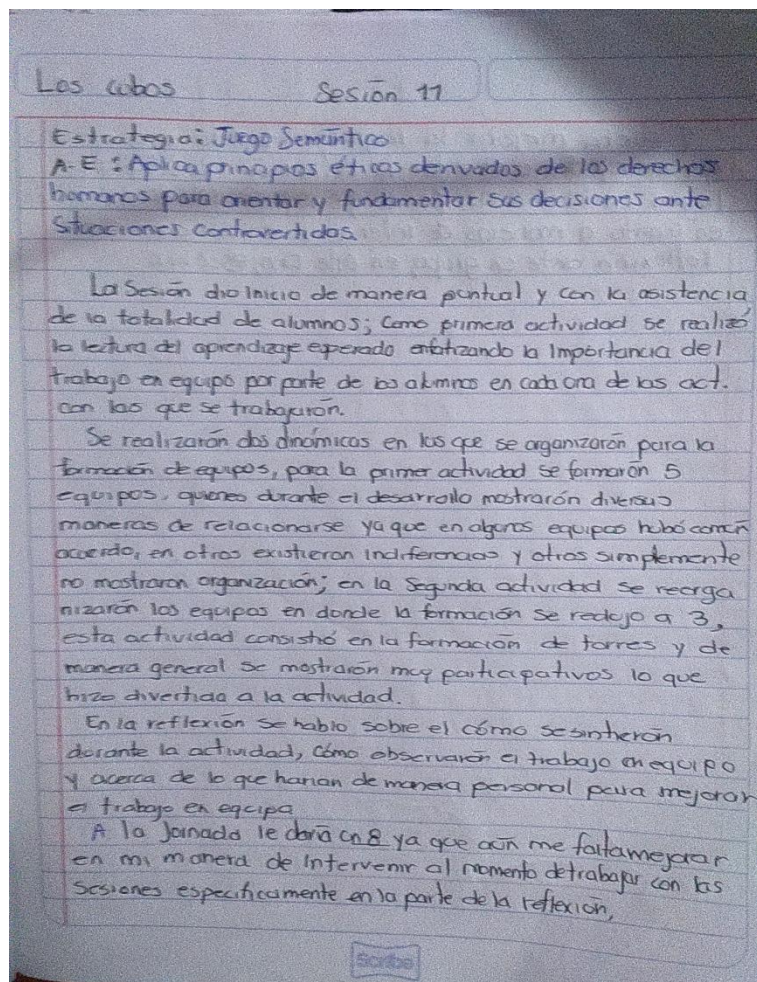 Los cubos Sesión 11
Estrategia: Juego Semántico
A-E: Aplica principios éticos derivados de los derechos
humanos para orientar y fundamentar sus decisiones ante
Situaciones controvertidas.
La Sesión dio Inicio de manera puntual y con la asistencia
de la totalidad de alumnos; Como primera actividad se realizó
la lectura del aprendizaje esperado enfatizando la Importancia del
trabajo en equipo por parte de los alumnos en cada una de las act.
con las que se trabajarón.
Se realizarón dos dinámicas en las que se organizarón para la
formación de equipos, para la primer actividad se formarón 5
equipos, quienes durante el desarrollo mostrarón diversas
maneras de relacionarse ya que en algunos equipos hubó común
acuerdo, en otros existieron indiferencias y otros simplemente
no mostraron organización; en la Segunda actividad se reorga
nizarón los equipos en donde la formación se redujo a 3,
esta actividad consistió en la formación de torres y de
manera general se mostrarón muy participativos lo que
hizo divertida a la actividad.
En la reflexión se hablo sobre el cómo se sintierón
durante la actividad, cómo observarón el trabajo en equipo
y acerca de lo que harian de manera personal para mejorar
el trabajo en equipo
A la Jornada le daria un 8 ya que aún me falta mejorar
en mi manera de Intervenir al momento de trabajar con las
Sesiones especificamente en la parte de la reflexión,
Scribe